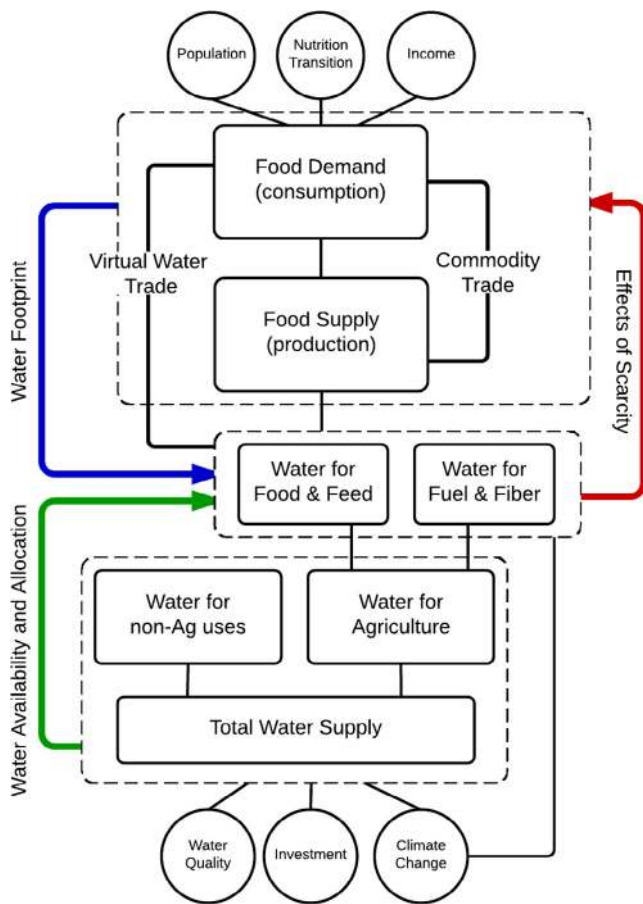 Population
Nutrition
Transition
Income
Food Demand
(consumption)
Virtual Water
Trade
Commodity
Trade
Food Supply
(production)
Water Footprint
Effects of Scarcity
Water for
Food & Feed
Water for
Fuel & Fiber
Water Availability and Allocation
Water for
non-Ag uses
Water for
Agriculture
Total Water Supply
Water
Quality
Investment
Climate
Change